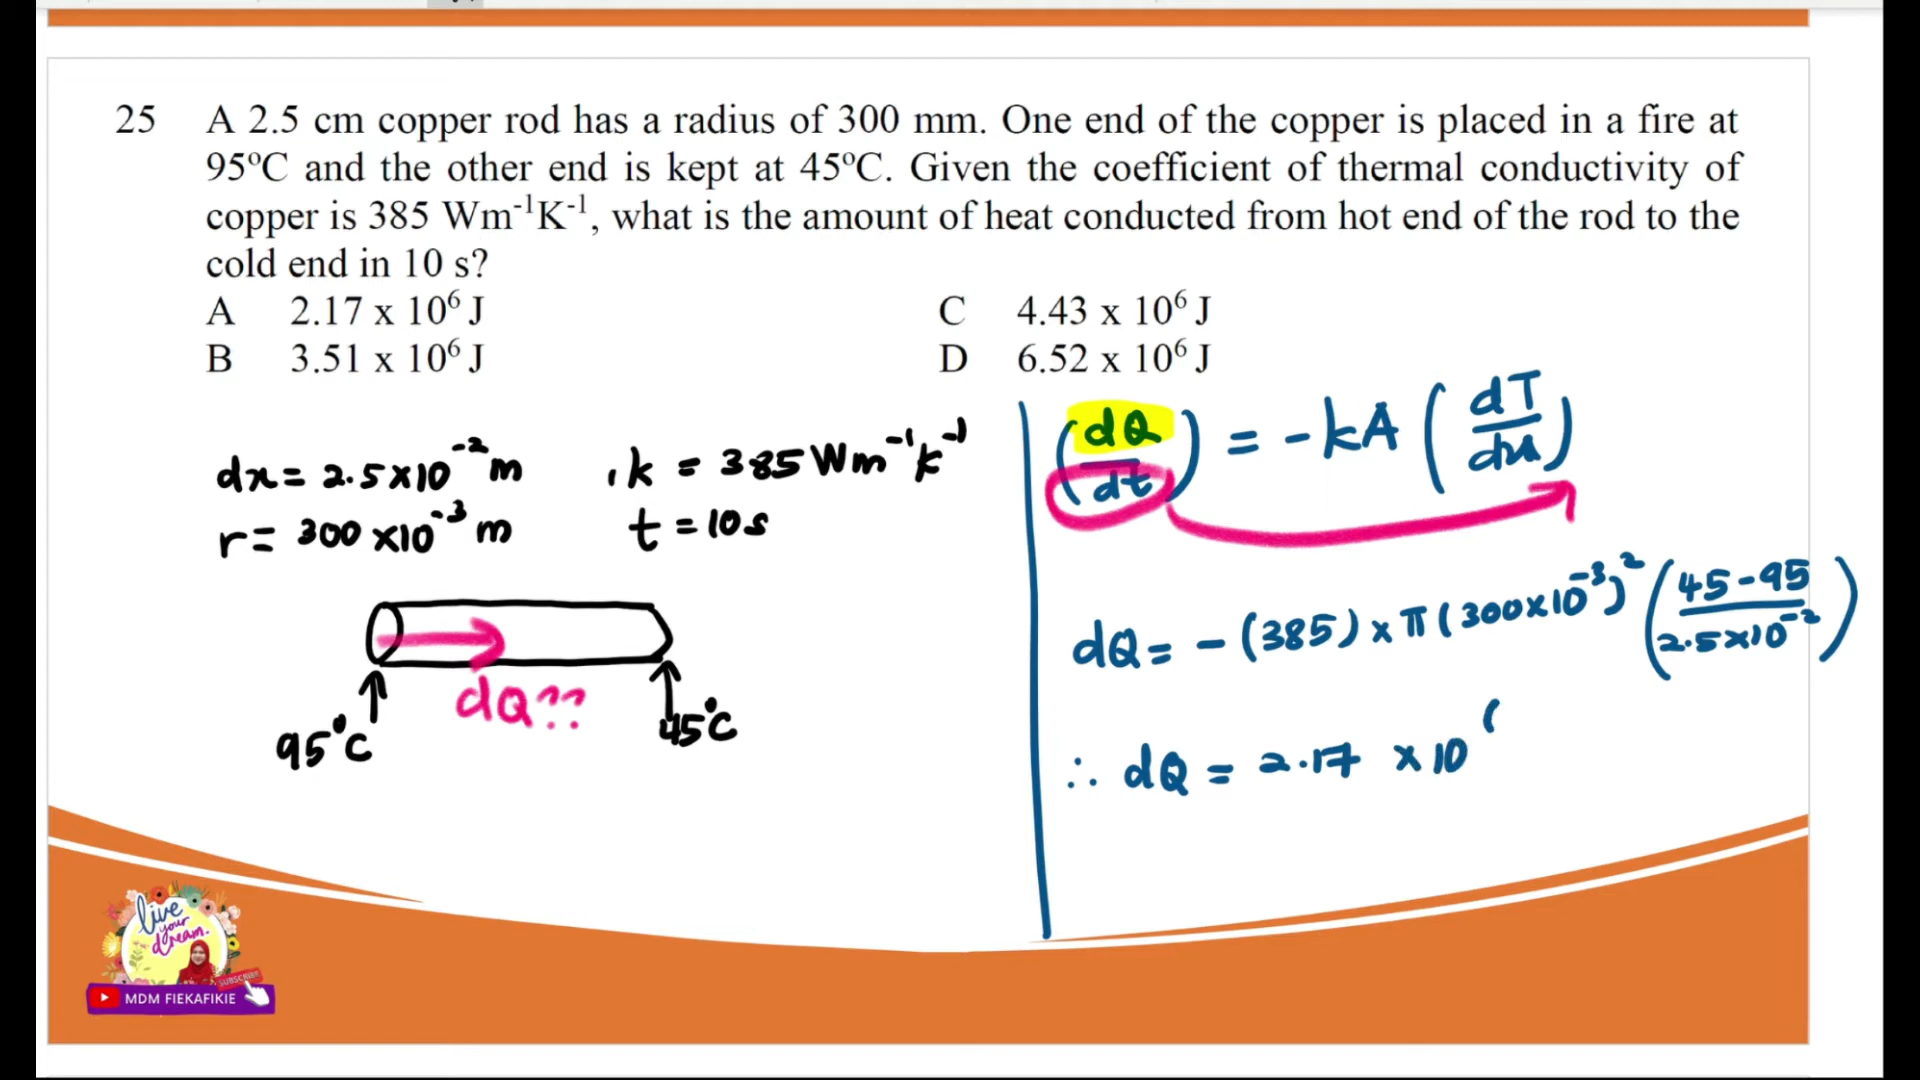 25 A 2.5 cm copper rod has a radius of 300 mm. One end of the copper is placed in a fire at
95ºC and the other end is kept at 45ºC. Given the coefficient of thermal conductivity of
copper is 385 Wm⁻¹K⁻¹, what is the amount of heat conducted from hot end of the rod to the
cold end in 10 s?
A 2.17 x 10⁶ J
C 4.43 x 10⁶ J
B 3.51 x 10⁶ J
D 6.52 x 10⁶ J
dx = 2.5x10⁻² m , k = 385 Wm⁻¹k⁻¹
r = 300 x10⁻³ m t = 10s
dQ??
95°C
45°C
(dQ/dt) = -kA (dT/dx)
dQ = -(385) x π (300x10⁻³)² (45-95/2.5x10⁻²)
∴ dQ = 2.17 x 10
live
your
dream.
SUBSCRIBE
MDM FIEKAFIKIE